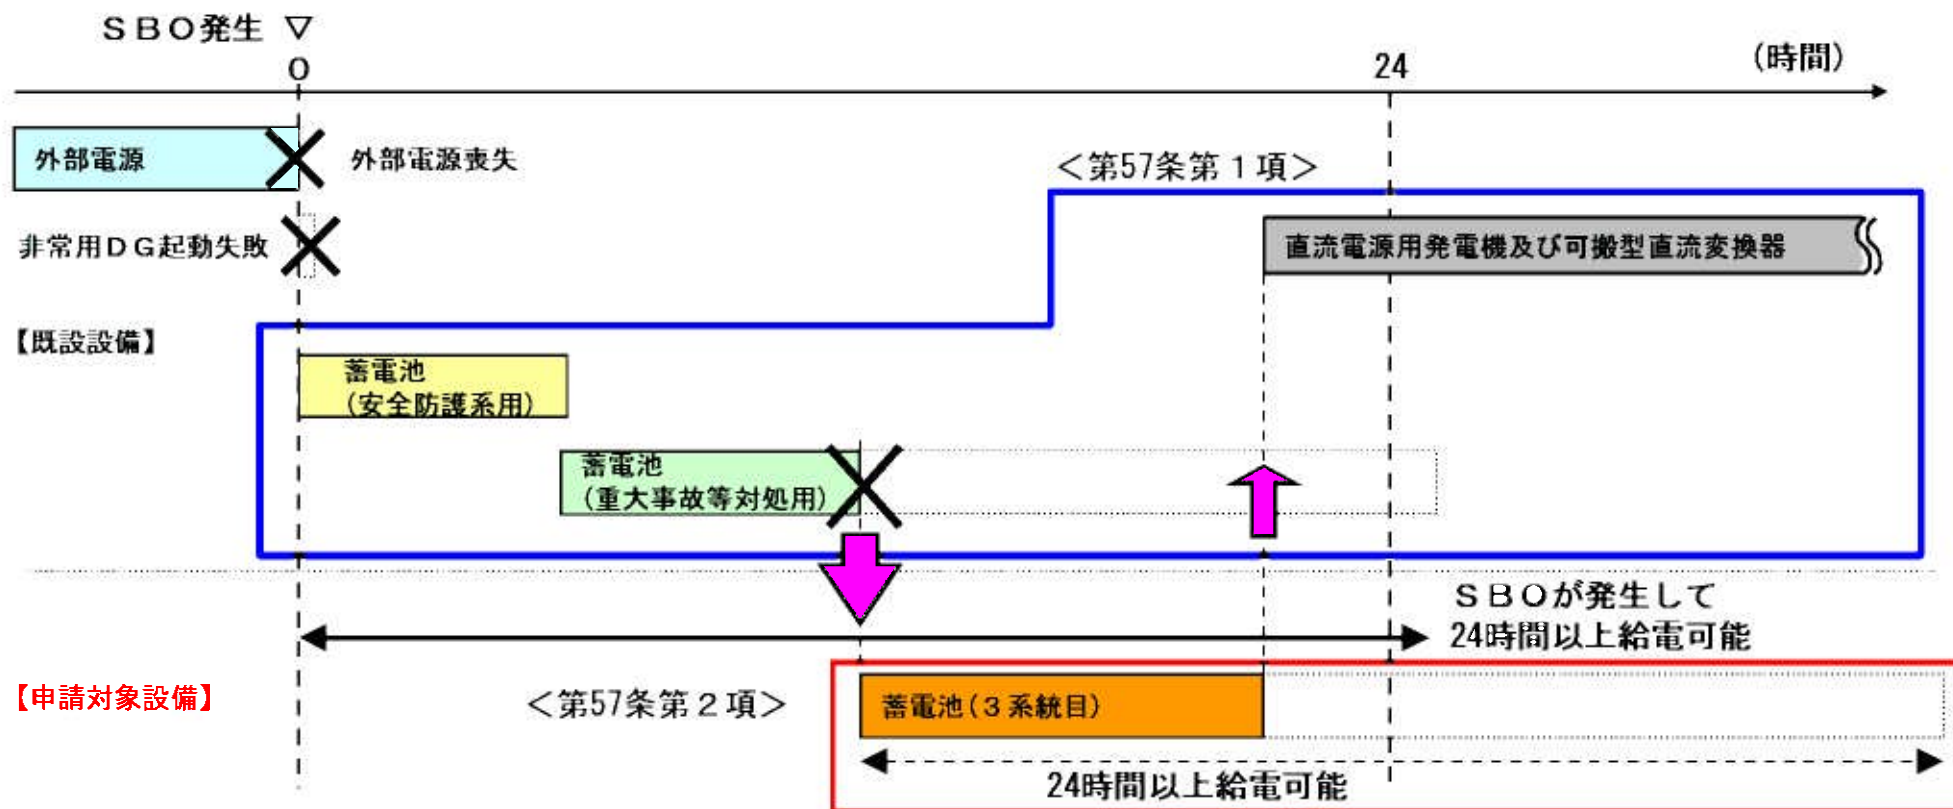 ＳＢＯ発生 ▽
0
24
(時間)
外部電源
外部電源喪失
＜第57条第１項＞
非常用ＤＧ起動失敗
直流電源用発電機及び可搬型直流変換器
【既設設備】
蓄電池
(安全防護系用)
蓄電池
(重大事故等対処用)
ＳＢＯが発生して
24時間以上給電可能
【申請対象設備】
＜第57条第２項＞
蓄電池(３系統目)
24時間以上給電可能